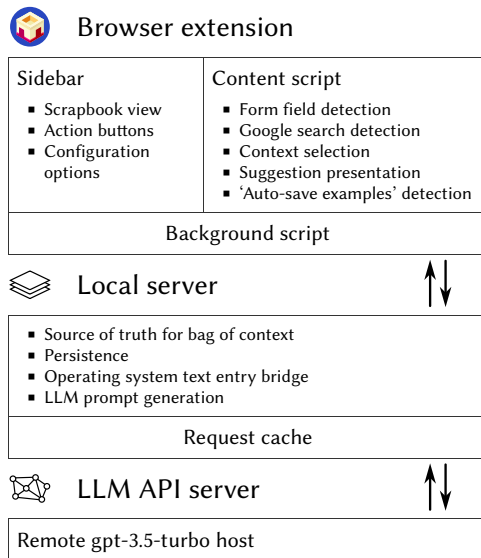 Browser extension
Sidebar
▪ Scrapbook view
▪ Action buttons
▪ Configuration
options
Content script
▪ Form field detection
▪ Google search detection
▪ Context selection
▪ Suggestion presentation
▪ ‘Auto-save examples’ detection
Background script
Local server
▪ Source of truth for bag of context
▪ Persistence
▪ Operating system text entry bridge
▪ LLM prompt generation
Request cache
LLM API server
Remote gpt-3.5-turbo host